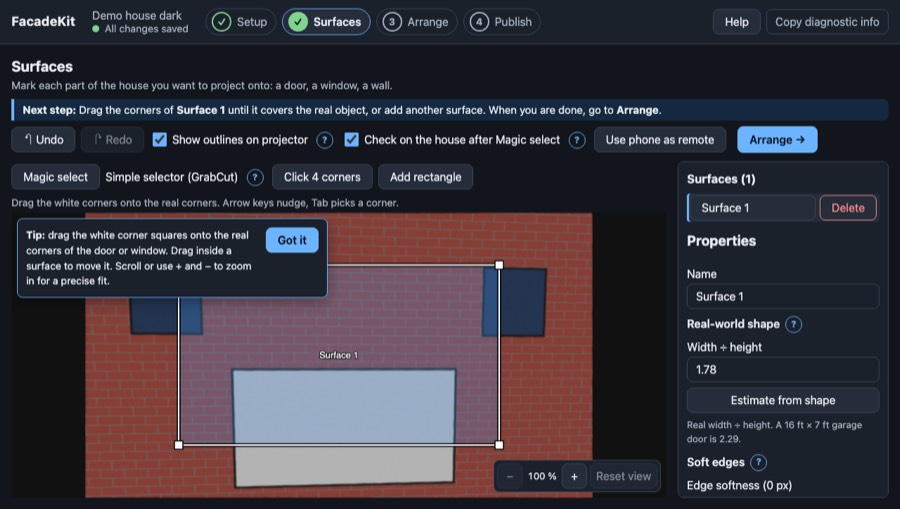 FacadeKit
Demo house dark
All changes saved
Setup
Surfaces
3 Arrange
4 Publish
Help
Copy diagnostic info
Surfaces
Mark each part of the house you want to project onto: a door, a window, a wall.
Next step: Drag the corners of Surface 1 until it covers the real object, or add another surface. When you are done, go to Arrange.
Undo
Redo
Show outlines on projector ?
Check on the house after Magic select ?
Use phone as remote
Arrange →
Magic select
Simple selector (GrabCut) ?
Click 4 corners
Add rectangle
Drag the white corners onto the real corners. Arrow keys nudge, Tab picks a corner.
Tip: drag the white corner squares onto the real
corners of the door or window. Drag inside a
surface to move it. Scroll or use + and – to zoom
in for a precise fit.
Got it
Surface 1
– 100 % + Reset view
Surfaces (1)
Surface 1
Delete
Properties
Name
Surface 1
Real-world shape ?
Width ÷ height
1.78
Estimate from shape
Real width ÷ height. A 16 ft × 7 ft garage
door is 2.29.
Soft edges ?
Edge softness (0 px)